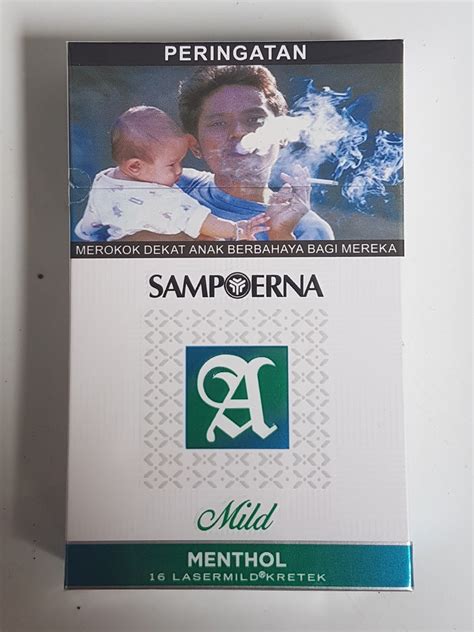 PERINGATAN
MEROKOK DEKAT ANAK BERBAHAYA BAGI MEREKA
SAMPOERNA
A
Mild
MENTHOL
16 LASERMILD® KRETEK